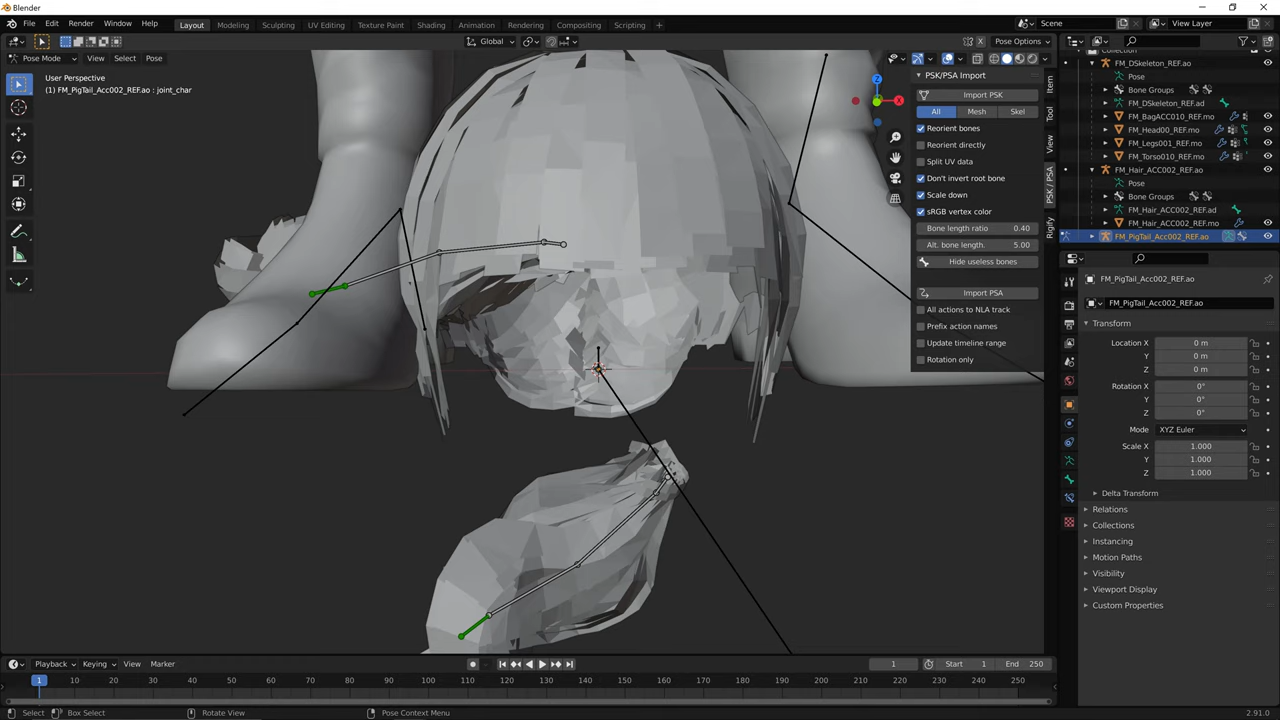 Blender
File
Edit
Render
Window
Help
Layout
Modeling
Sculpting
UV Editing
Texture Paint
Shading
Animation
Rendering
Compositing
Scripting
+
Scene
View Layer
Global
Pose Options
Pose Mode
View
Select
Pose
User Perspective
(1) FM_PigTail_Acc002_REF.ao : joint_char
Z
X
PSK/PSA Import
Import PSK
All
Mesh
Skel
Reorient bones
Reorient directly
Split UV data
Don't invert root bone
Scale down
sRGB vertex color
Bone length ratio 0.40
Alt. bone length. 5.00
Hide useless bones
Import PSA
All actions to NLA track
Prefix action names
Update timeline range
Rotation only
Item
Tool
View
PSK / PSA
Rigify
Collection
FM_DSkeleton_REF.ao
Pose
Bone Groups
FM_DSkeleton_REF.ad
FM_BagACC010_REF.mo
FM_Head00_REF.mo
FM_Legs001_REF.mo
FM_Torso010_REF.mo
FM_Hair_ACC002_REF.ao
Pose
Bone Groups
FM_Hair_ACC002_REF.ad
FM_Hair_ACC002_REF.mo
FM_PigTail_Acc002_REF.ao
FM_PigTail_Acc002_REF.ao
FM_PigTail_Acc002_REF.ao
Transform
Location X 0 m
Y 0 m
Z 0 m
Rotation X 0°
Y 0°
Z 0°
Mode XYZ Euler
Scale X 1.000
Y 1.000
Z 1.000
Delta Transform
Relations
Collections
Instancing
Motion Paths
Visibility
Viewport Display
Custom Properties
Playback
Keying
View
Marker
1
Start 1
End 250
1 10 20 30 40 50 60 70 80 90 100 110 120 130 140 150 160 170 180 190 200 210 220 230 240 250
Select
Box Select
Rotate View
Pose Context Menu
2.91.0